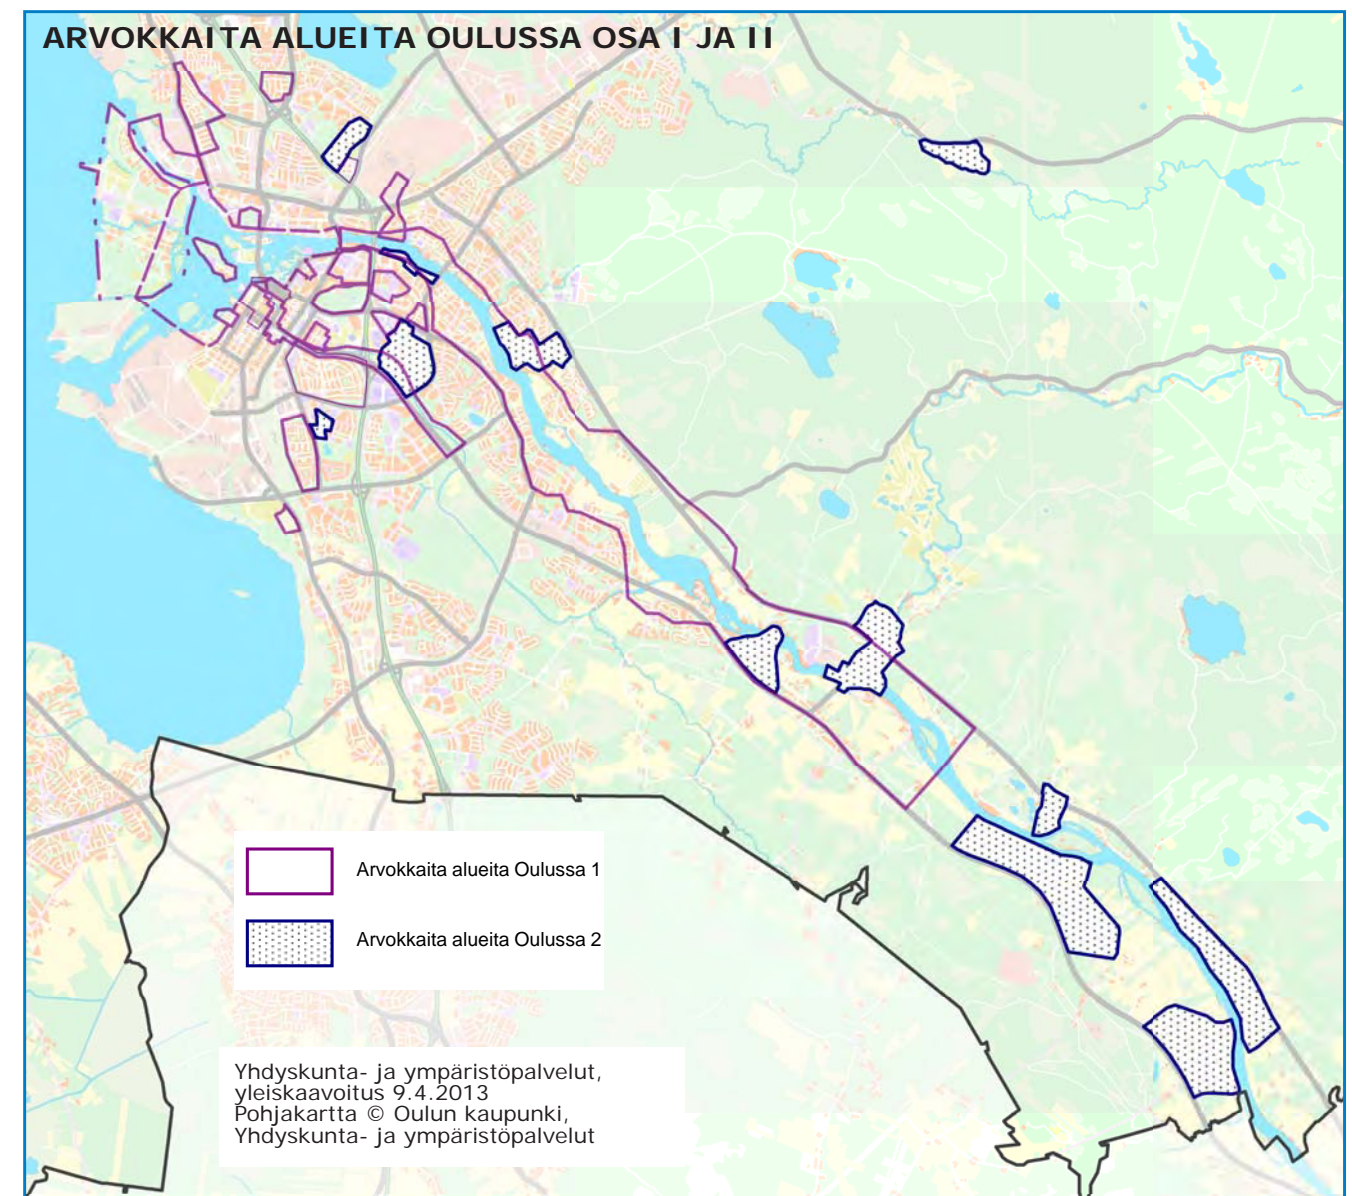 ARVOKKAITA ALUEITA OULUSSA OSA I JA II
Arvokkaita alueita Oulussa 1
Arvokkaita alueita Oulussa 2
Yhdyskunta- ja ympäristöpalvelut,
yleiskaavoitus 9.4.2013
Pohjakartta © Oulun kaupunki,
Yhdyskunta- ja ympäristöpalvelut